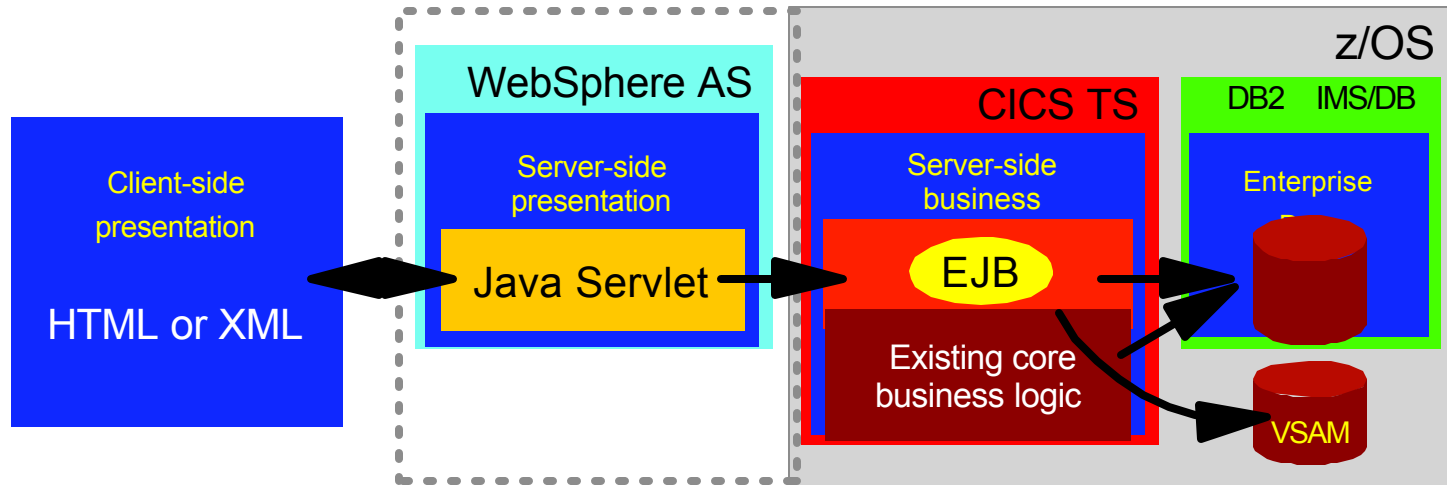 z/OS
WebSphere AS
CICS TS
DB2 IMS/DB
Client-side
presentation
HTML or XML
Server-side
presentation
Java Servlet
Server-side
business
EJB
Existing core
business logic
Enterprise
VSAM